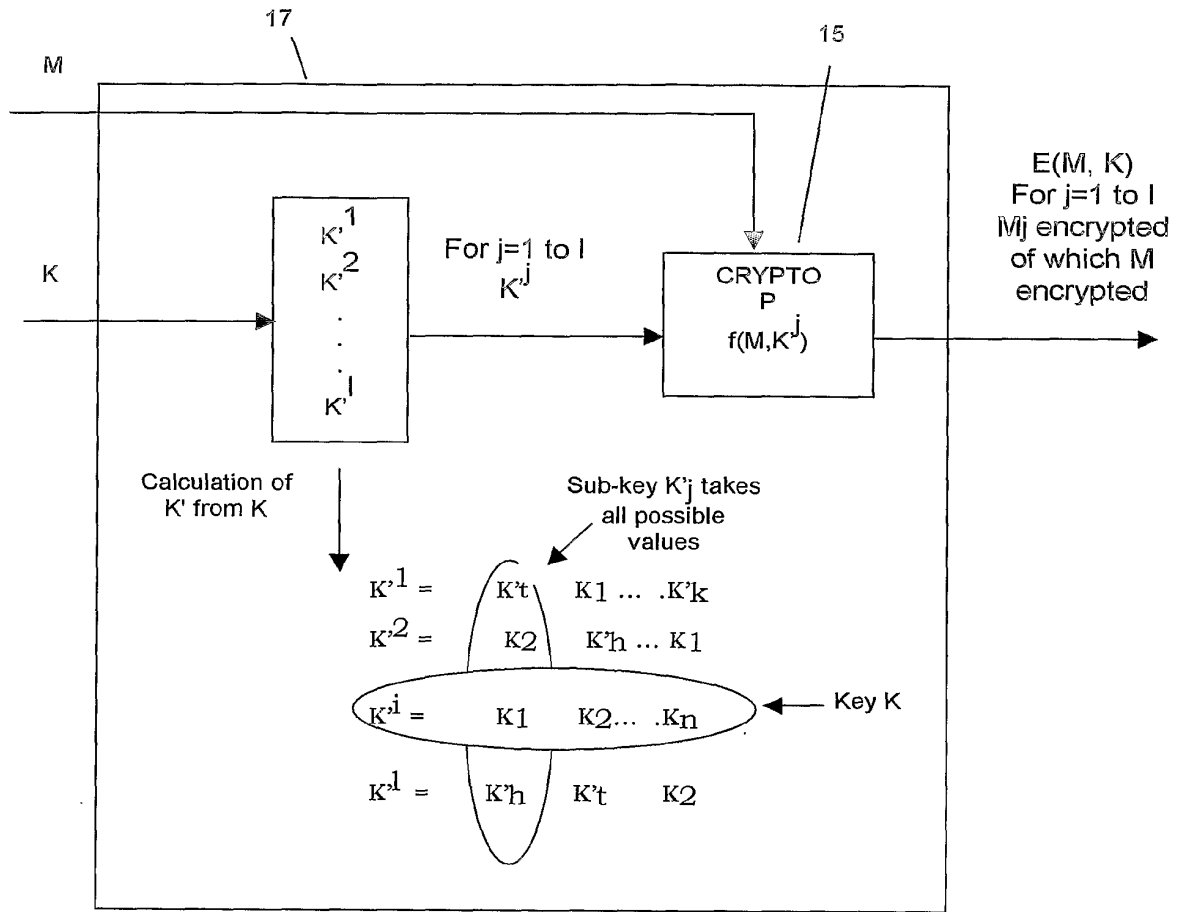 17
15
M
E(M, K)
For j=1 to l
Mj encrypted
of which M
encrypted
K'1
K'2
.
.
.
K'l
For j=1 to l
K'j
K
CRYPTO
P
f(M,K'j)
Calculation of
K' from K
Sub-key K'j takes
all possible
values
K'1 = K't K1 ... .K'k
K'2 = K2 K'h ... K1
K'i = K1 K2... .Kn
Key K
K'l = K'h K't K2